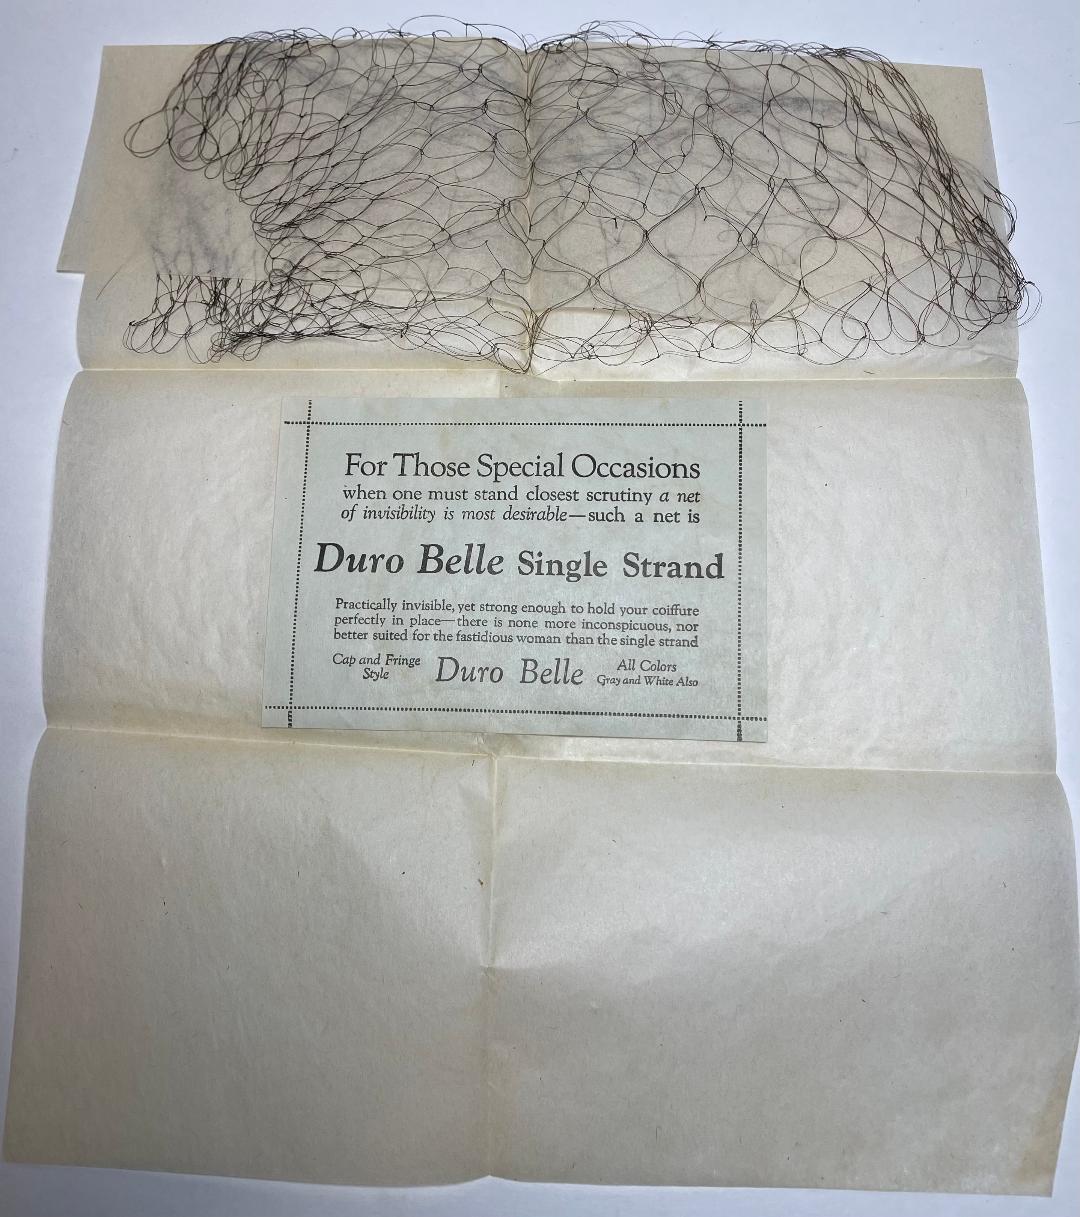 For Those Special Occasions
when one must stand closest scrutiny a net
of invisibility is most desirable—such a net is
Duro Belle Single Strand
Practically invisible, yet strong enough to hold your coiffure
perfectly in place—there is none more inconspicuous, nor
better suited for the fastidious woman than the single strand
Cap and Fringe
Style
Duro Belle
All Colors
Gray and White Also